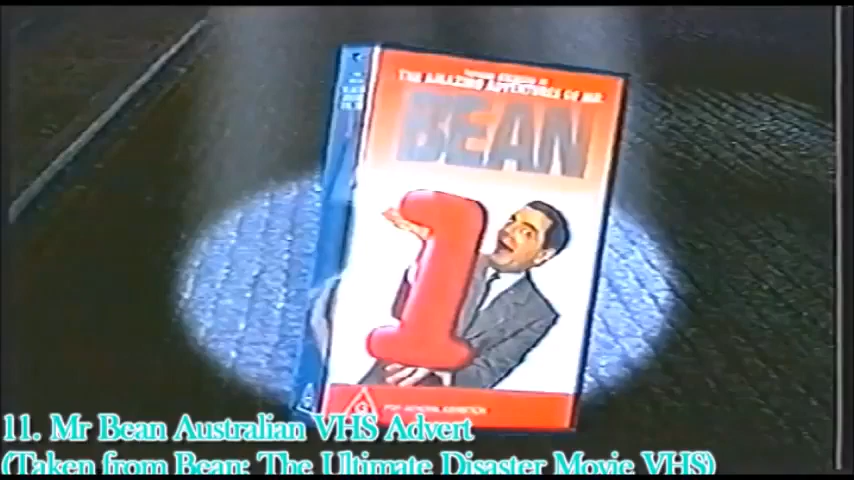 THE AMAZING ADVENTURES OF MR.
BEAN
1
G
11. Mr Bean Australian VHS Advert
(Taken from Bean: The Ultimate Disaster Movie VHS)